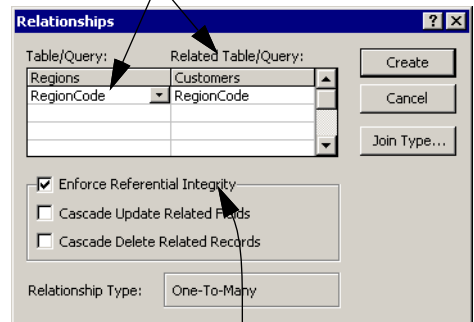 Relationships
Table/Query: Related Table/Query:
Regions Customers
RegionCode RegionCode
Create
Cancel
Join Type...
Enforce Referential Integrity
Cascade Update Related Fields
Cascade Delete Related Records
Relationship Type: One-To-Many